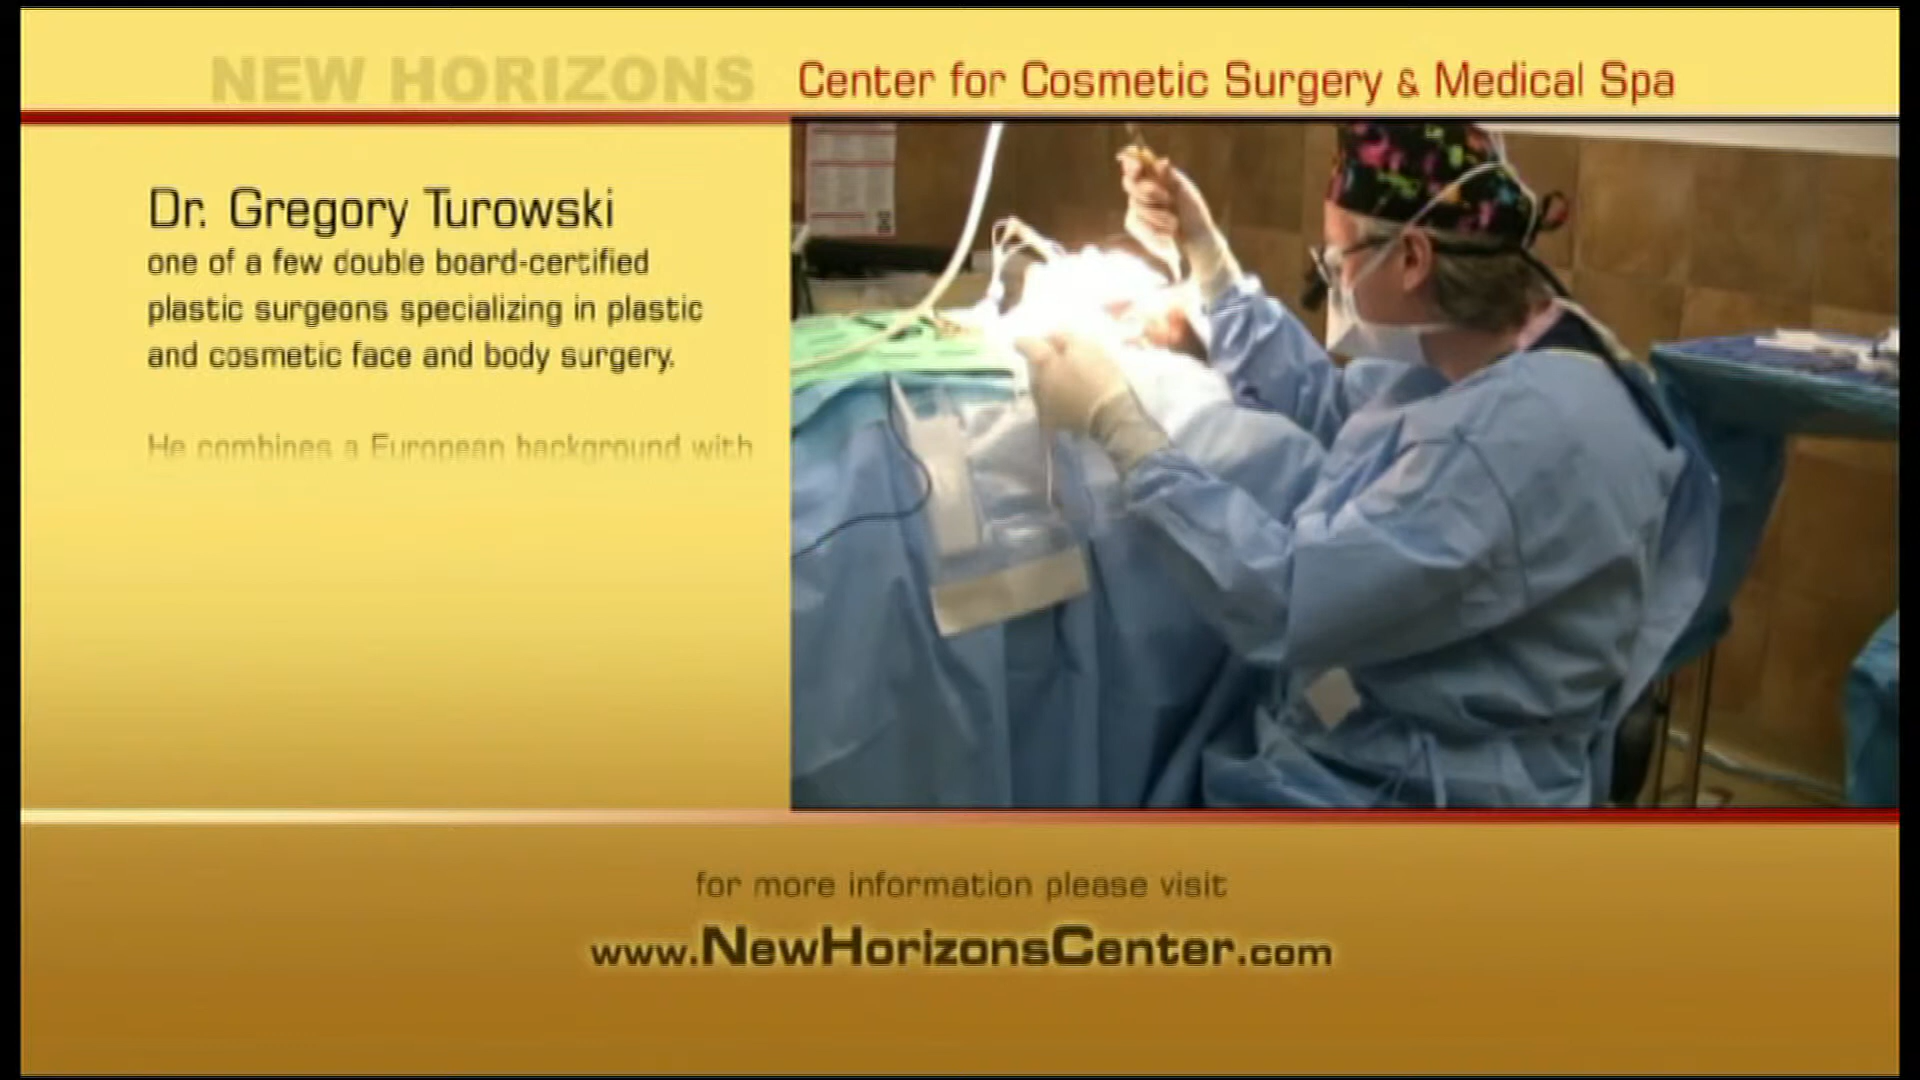 NEW HORIZONS Center for Cosmetic Surgery & Medical Spa
Dr. Gregory Turowski
one of a few double board-certified
plastic surgeons specializing in plastic
and cosmetic face and body surgery.
He combines a European background with
for more information please visit
www.NewHorizonsCenter.com